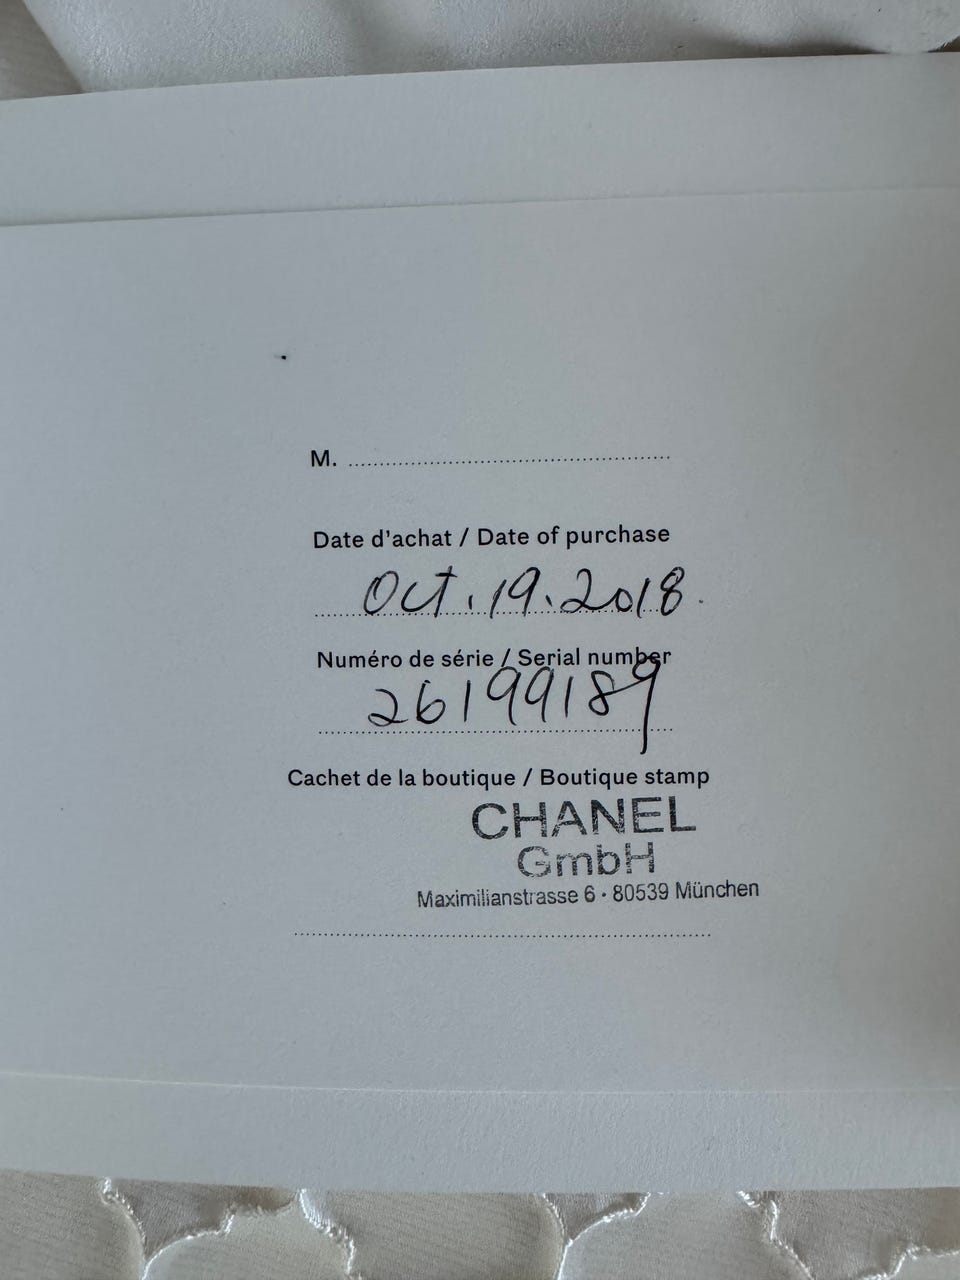 M. ................................................
Date d'achat / Date of purchase
Oct. 19. 2018
Numéro de série / Serial number
26199189
Cachet de la boutique / Boutique stamp
CHANEL
GmbH
Maximilianstrasse 6 · 80539 München